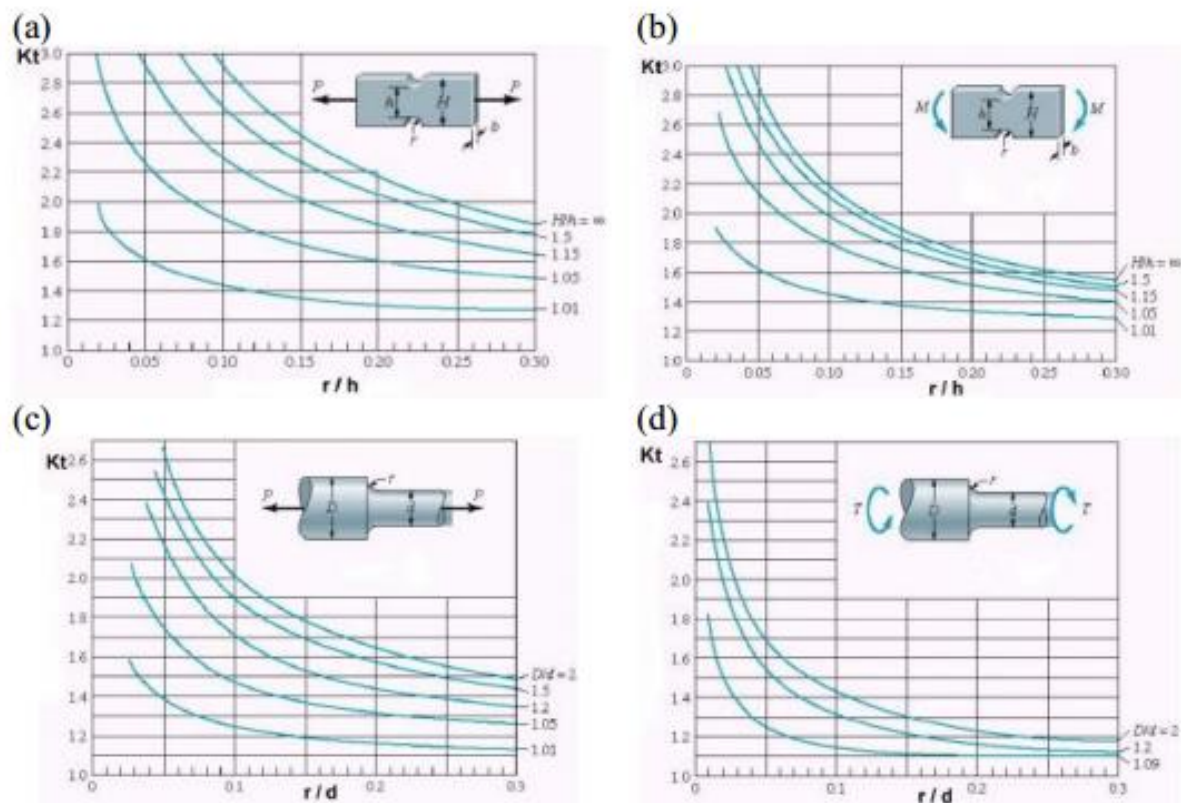 (a)
Kt
3.0
2.8
2.6
2.4
2.2
2.0
1.8
1.6
1.4
1.2
1.0
0 0.05 0.10 0.15 0.20 0.25 0.30
r / h
P h H P
r b
H/h = ∞
1.5
1.15
1.05
1.01
(b)
Kt
3.0
2.8
2.6
2.4
2.2
2.0
1.8
1.6
1.4
1.2
1.0
0 0.05 0.10 0.15 0.20 0.25 0.30
r / h
M h H M
r b
H/h = ∞
1.5
1.15
1.05
1.01
(c)
Kt
2.6
2.4
2.2
2.0
1.8
1.6
1.4
1.2
1.0
0 0.1 0.2 0.3
r / d
r
P D d P
D/d = 2
1.5
1.2
1.05
1.01
(d)
Kt
2.6
2.4
2.2
2.0
1.8
1.6
1.4
1.2
1.0
0 0.1 0.2 0.3
r / d
r
T D d T
D/d = 2
1.2
1.09